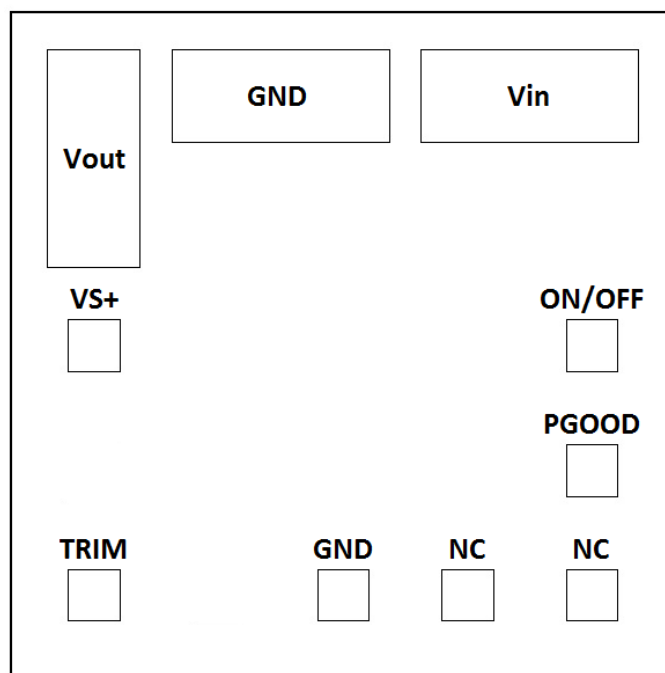 GND
Vin
Vout
VS+
ON/OFF
PGOOD
TRIM
GND
NC
NC